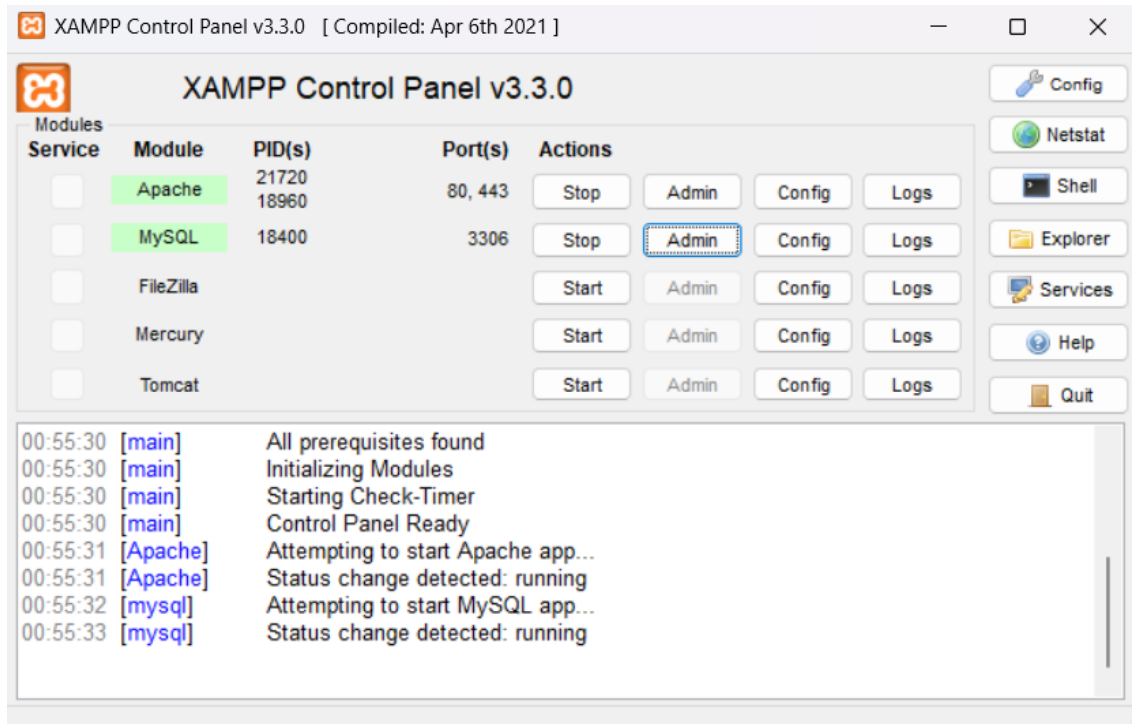 XAMPP Control Panel v3.3.0 [ Compiled: Apr 6th 2021 ]
XAMPP Control Panel v3.3.0
Config
Modules
Service Module PID(s) Port(s) Actions
Netstat
Apache 21720 18960 80, 443 Stop Admin Config Logs
Shell
MySQL 18400 3306 Stop Admin Config Logs
Explorer
FileZilla Start Admin Config Logs
Services
Mercury Start Admin Config Logs
Help
Tomcat Start Admin Config Logs
Quit
00:55:30 [main] All prerequisites found
00:55:30 [main] Initializing Modules
00:55:30 [main] Starting Check-Timer
00:55:30 [main] Control Panel Ready
00:55:31 [Apache] Attempting to start Apache app...
00:55:31 [Apache] Status change detected: running
00:55:32 [mysql] Attempting to start MySQL app...
00:55:33 [mysql] Status change detected: running